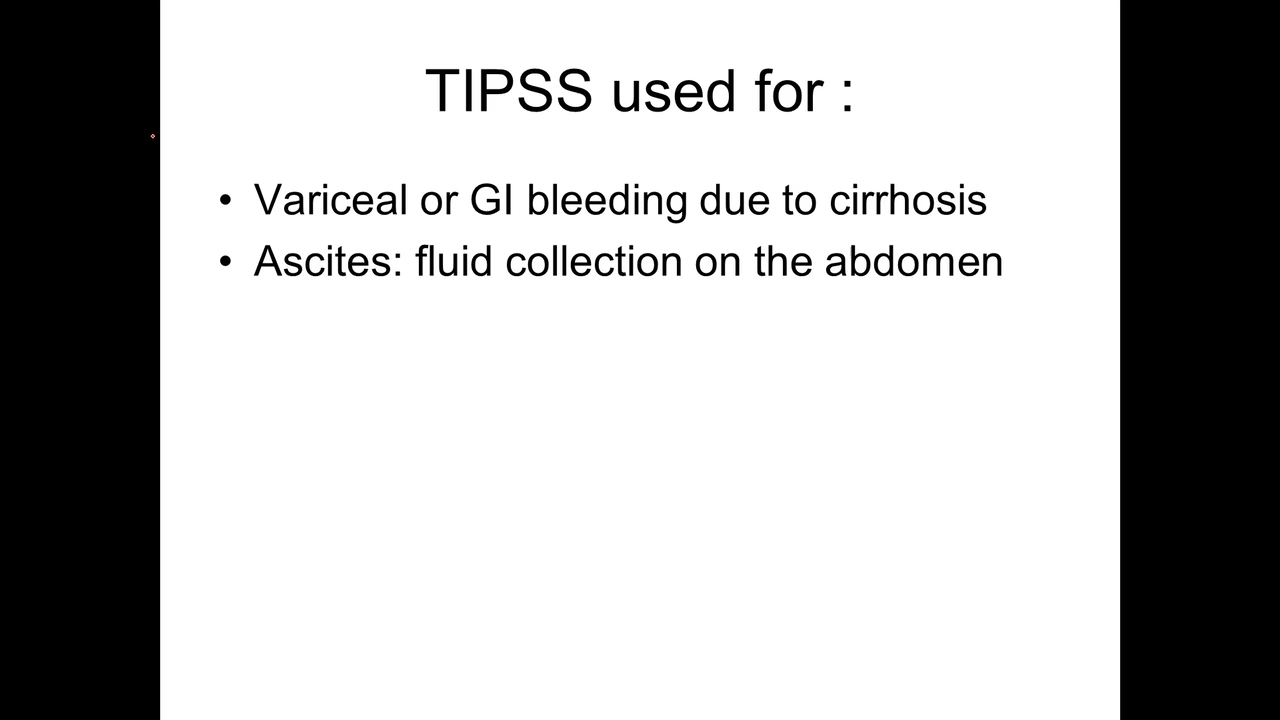 TIPSS used for :
• Variceal or GI bleeding due to cirrhosis
• Ascites: fluid collection on the abdomen